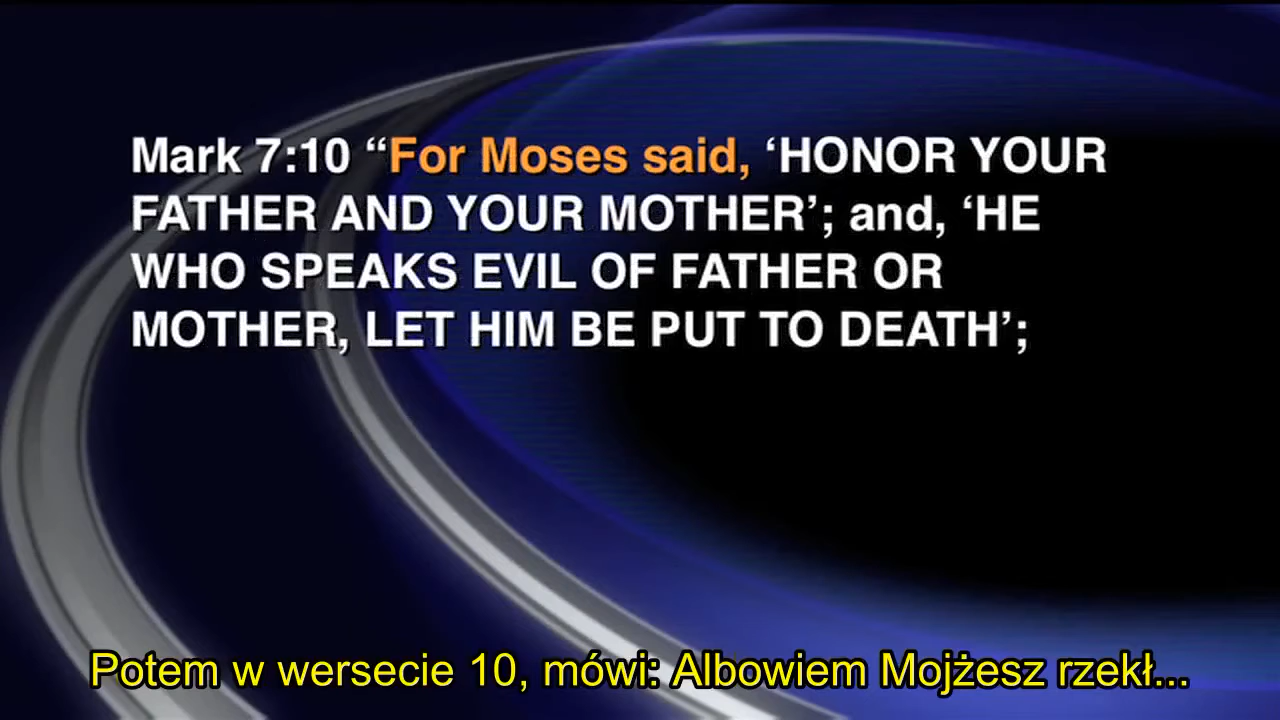 Mark 7:10 “For Moses said, ‘HONOR YOUR
FATHER AND YOUR MOTHER’; and, ‘HE
WHO SPEAKS EVIL OF FATHER OR
MOTHER, LET HIM BE PUT TO DEATH’;
Potem w wersecie 10, mówi: Albowiem Mojżesz rzekł...